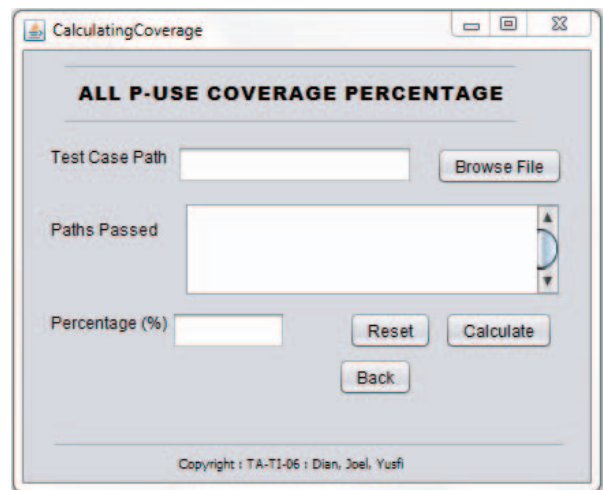 CalculatingCoverage
ALL P-USE COVERAGE PERCENTAGE
Test Case Path
Browse File
Paths Passed
Percentage (%)
Reset
Calculate
Back
Copyright : TA-TI-06 : Dian, Joel, Yusfi